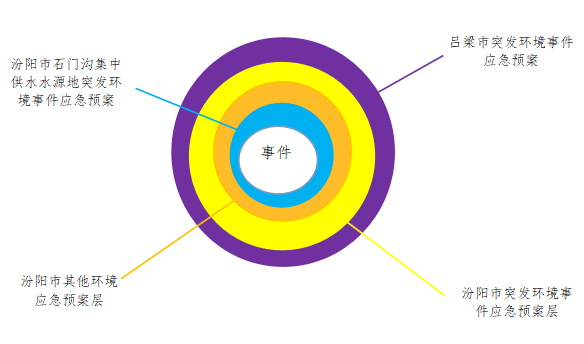 吕梁市突发环境事件
应急预案
汾阳市石门沟集中
供水水源地突发环
境事件应急预案
事件
汾阳市其他环境
应急预案层
汾阳市突发环境事
件应急预案层